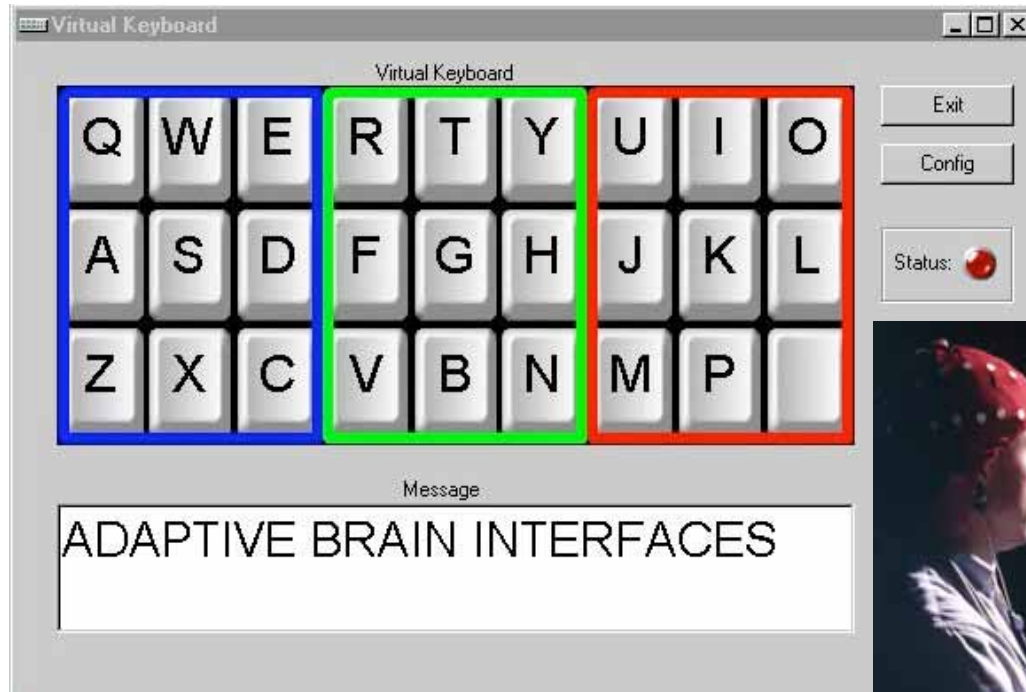 Virtual Keyboard
Virtual Keyboard
Q W E R T Y U I O
A S D F G H J K L
Z X C V B N M P
Exit
Config
Status:
Message
ADAPTIVE BRAIN INTERFACES